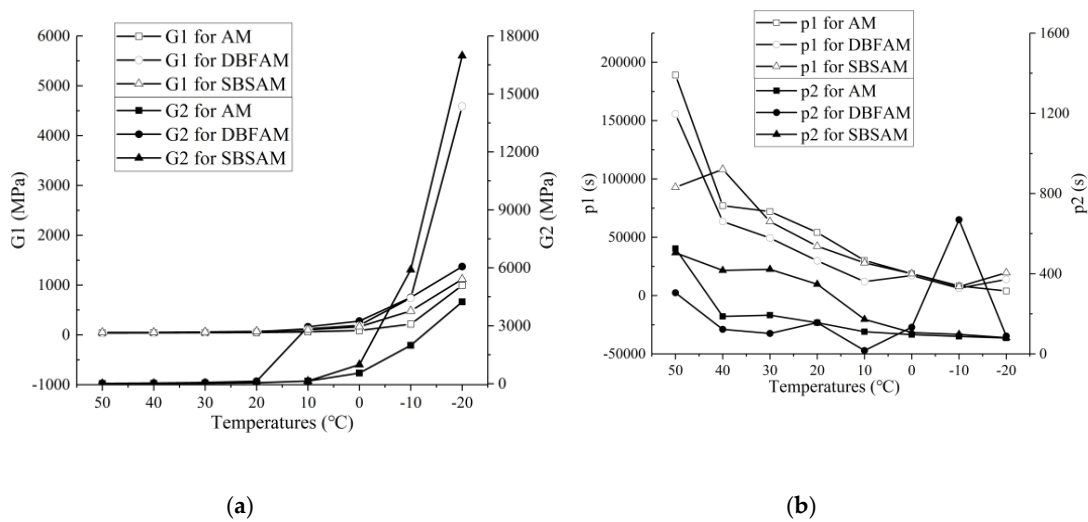 G1 for AM
G1 for DBFAM
G1 for SBSAM
G2 for AM
G2 for DBFAM
G2 for SBSAM
6000
5000
4000
3000
2000
1000
0
-1000
G1 (MPa)
18000
15000
12000
9000
6000
3000
0
G2 (MPa)
50 40 30 20 10 0 -10 -20
Temperatures (℃)
(a)
p1 for AM
p1 for DBFAM
p1 for SBSAM
p2 for AM
p2 for DBFAM
p2 for SBSAM
200000
150000
100000
50000
0
-50000
p1 (s)
1600
1200
800
400
0
p2 (s)
50 40 30 20 10 0 -10 -20
Temperatures (℃)
(b)